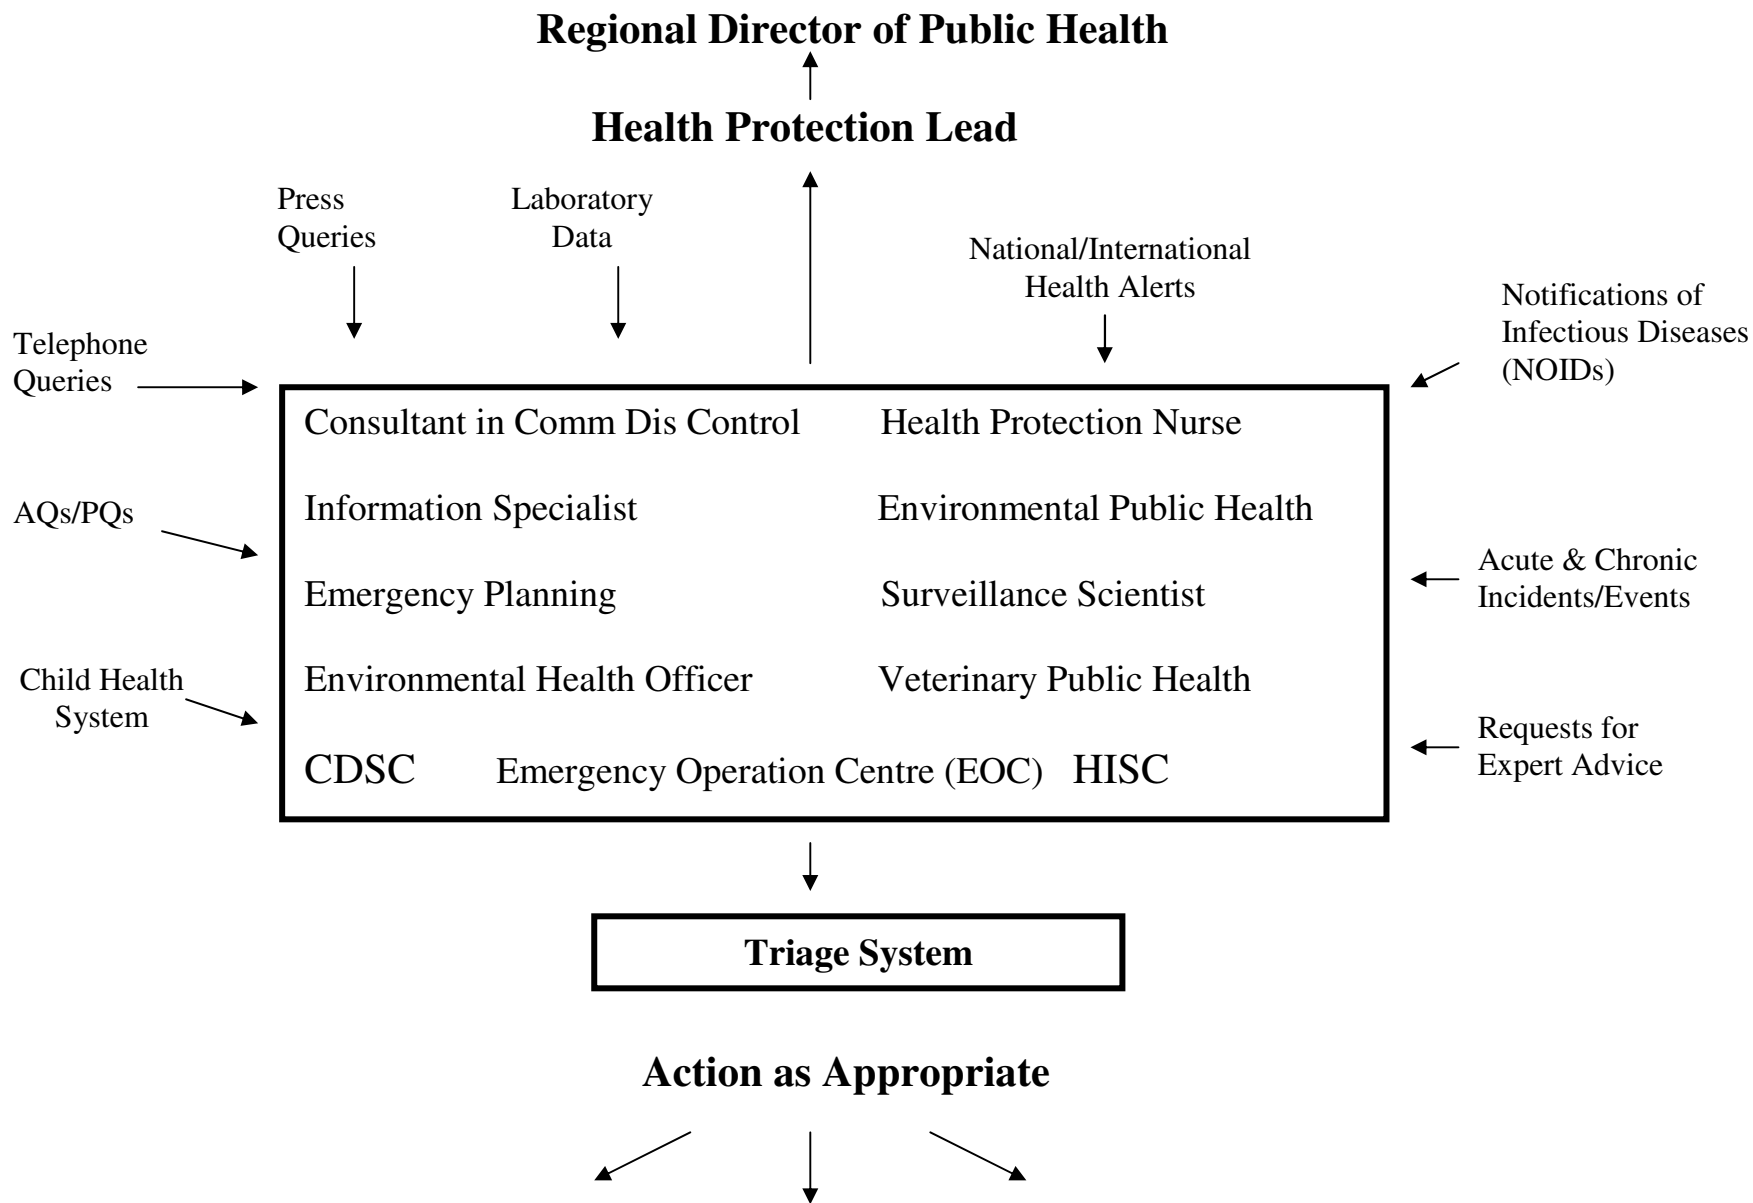 Regional Director of Public Health
Health Protection Lead
Press
Queries
Laboratory
Data
National/International
Health Alerts
Notifications of
Infectious Diseases
(NOIDs)
Telephone
Queries
Consultant in Comm Dis Control Health Protection Nurse
AQs/PQs
Information Specialist Environmental Public Health
Acute & Chronic
Incidents/Events
Emergency Planning Surveillance Scientist
Child Health
System
Environmental Health Officer Veterinary Public Health
Requests for
Expert Advice
CDSC Emergency Operation Centre (EOC) HISC
Triage System
Action as Appropriate